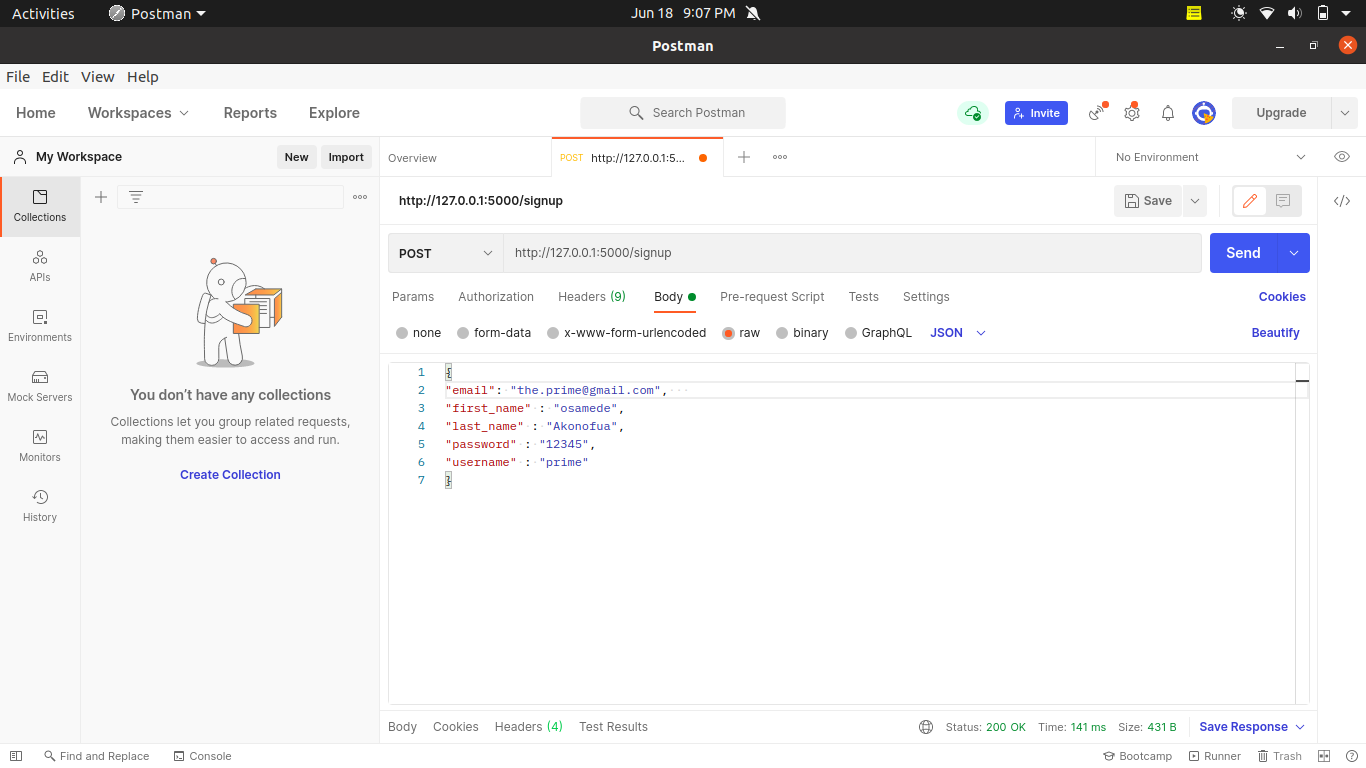 Activities Postman Jun 18 9:07 PM
Postman
File Edit View Help
Home Workspaces Reports Explore Search Postman Invite Upgrade
My Workspace New Import Overview POST http://127.0.0.1:5... No Environment
Collections
APIs
Environments
Mock Servers
Monitors
History
You don't have any collections
Collections let you group related requests,
making them easier to access and run.
Create Collection
http://127.0.0.1:5000/signup Save
POST http://127.0.0.1:5000/signup Send
Params Authorization Headers (9) Body Pre-request Script Tests Settings Cookies
none form-data x-www-form-urlencoded raw binary GraphQL JSON Beautify
1 {
2 "email": "the.prime@gmail.com",
3 "first_name" : "osamede",
4 "last_name" : "Akonofua",
5 "password" : "12345",
6 "username" : "prime"
7 }
Body Cookies Headers (4) Test Results Status: 200 OK Time: 141 ms Size: 431 B Save Response
Find and Replace Console Bootcamp Runner Trash